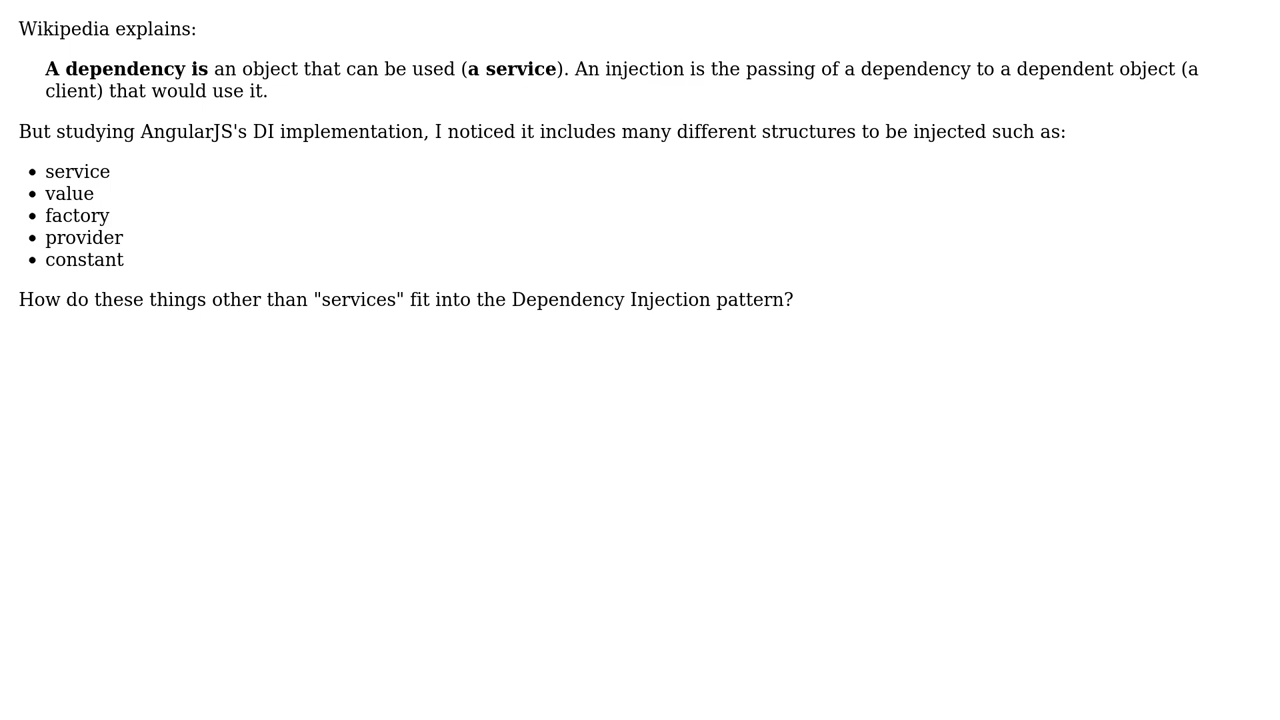 Wikipedia explains:
A dependency is an object that can be used (a service). An injection is the passing of a dependency to a dependent object (a
client) that would use it.
But studying AngularJS's DI implementation, I noticed it includes many different structures to be injected such as:
• service
• value
• factory
• provider
• constant
How do these things other than "services" fit into the Dependency Injection pattern?